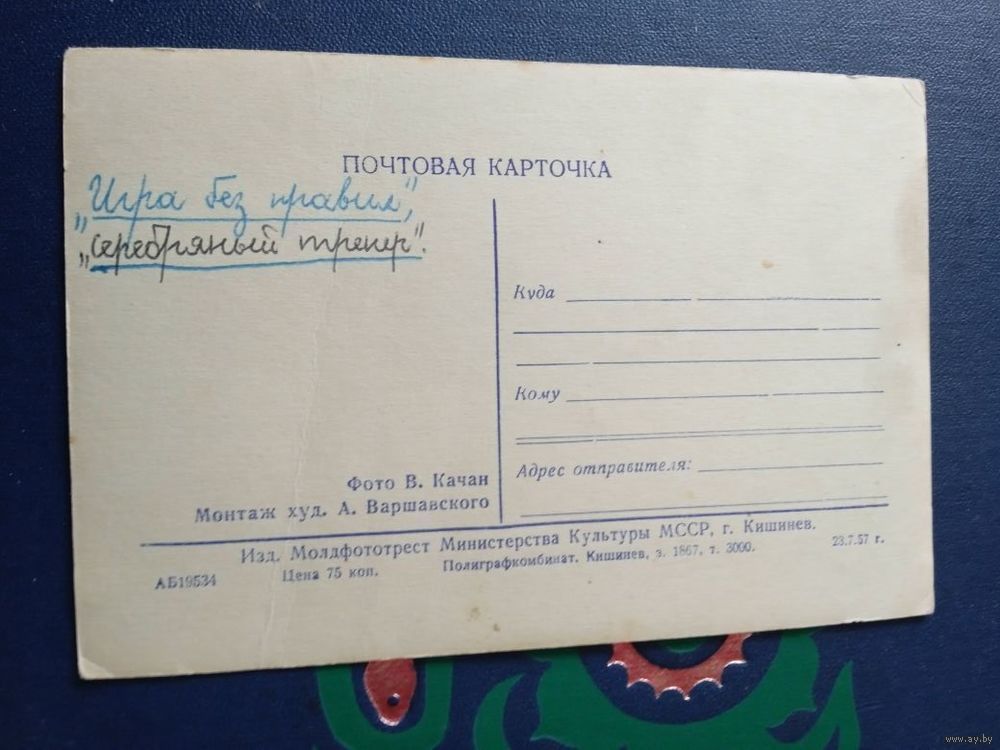 ПОЧТОВАЯ КАРТОЧКА
„Игра без правил",
„Серебряный тренер".
Куда
Кому
Адрес отправителя:
Фото В. Качан
Монтаж худ. А. Варшавского
Изд. Молдфототрест Министерства Культуры МССР, г. Кишинев.
АБ19534 Цена 75 коп. Полиграфкомбинат, Кишинев, з. 1867, т. 3000. 23.7.57 г.
www.ay.by